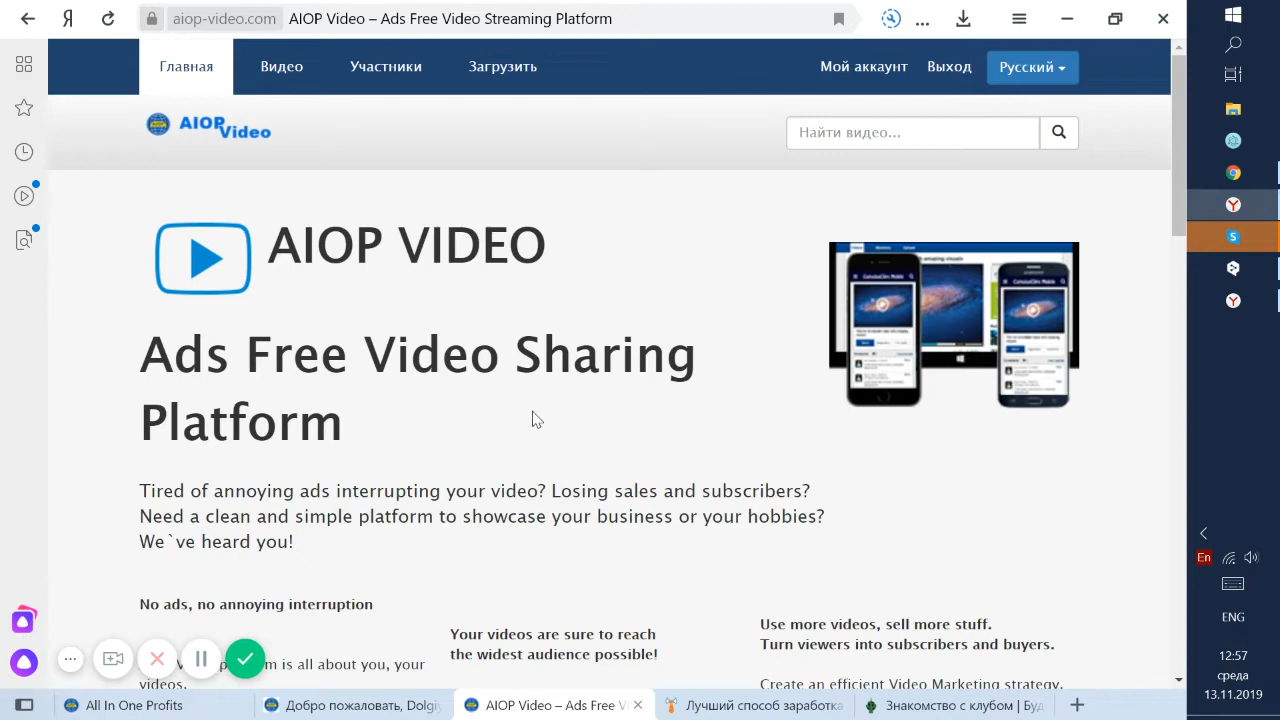 aiop-video.com
AIOP Video – Ads Free Video Streaming Platform
Главная
Видео
Участники
Загрузить
Мой аккаунт
Выход
Русский
AIOP Video
Найти видео...
AIOP VIDEO
Ads Free Video Sharing
Platform
Tired of annoying ads interrupting your video? Losing sales and subscribers?
Need a clean and simple platform to showcase your business or your hobbies?
We`ve heard you!
No ads, no annoying interruption
is all about you, your
videos.
Your videos are sure to reach
the widest audience possible!
Use more videos, sell more stuff.
Turn viewers into subscribers and buyers.
Create an efficient Video Marketing strategy.
En
ENG
12:57
среда
13.11.2019
All In One Profits
Добро пожаловать, Dolgiy
AIOP Video – Ads Free V
Лучший способ заработка
Знакомство с клубом | Буд